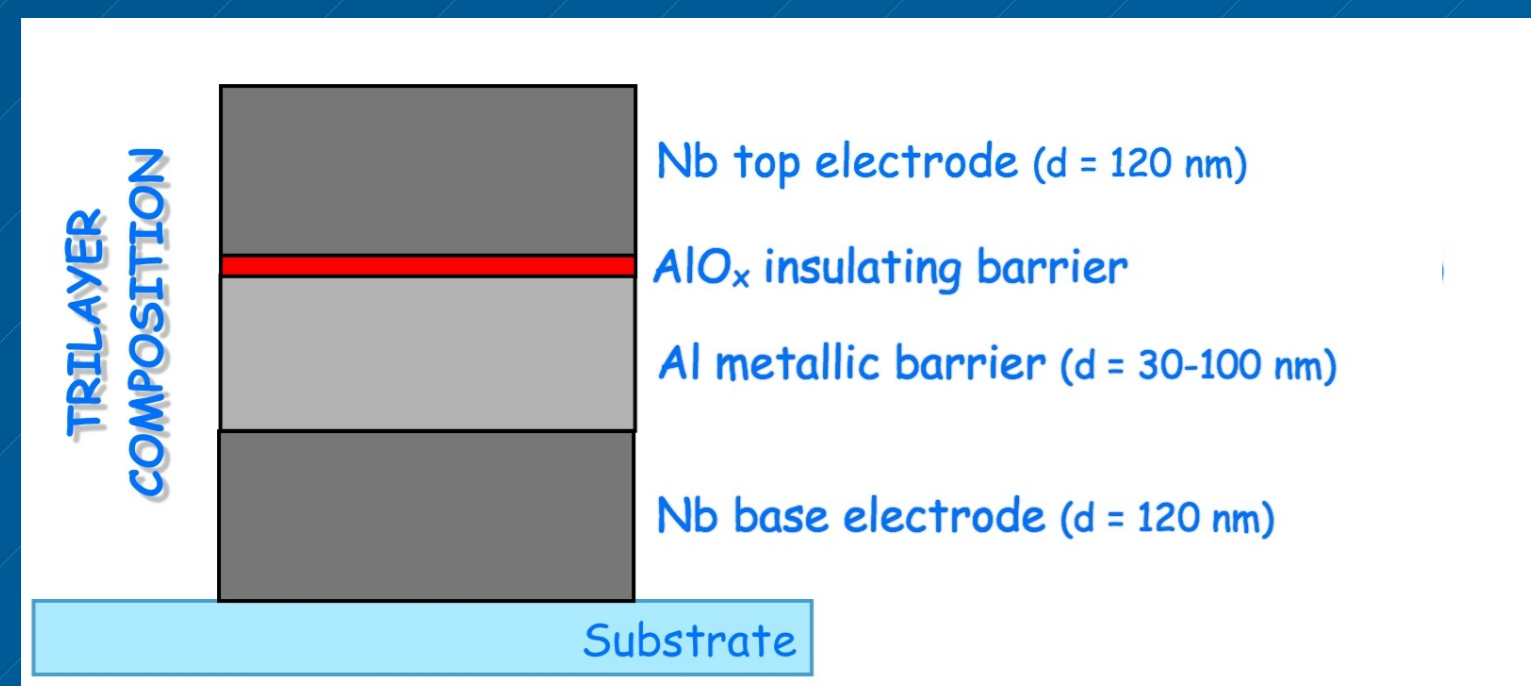 TRILAYER
COMPOSITION
Nb top electrode (d = 120 nm)
AlOₓ insulating barrier
Al metallic barrier (d = 30-100 nm)
Nb base electrode (d = 120 nm)
Substrate